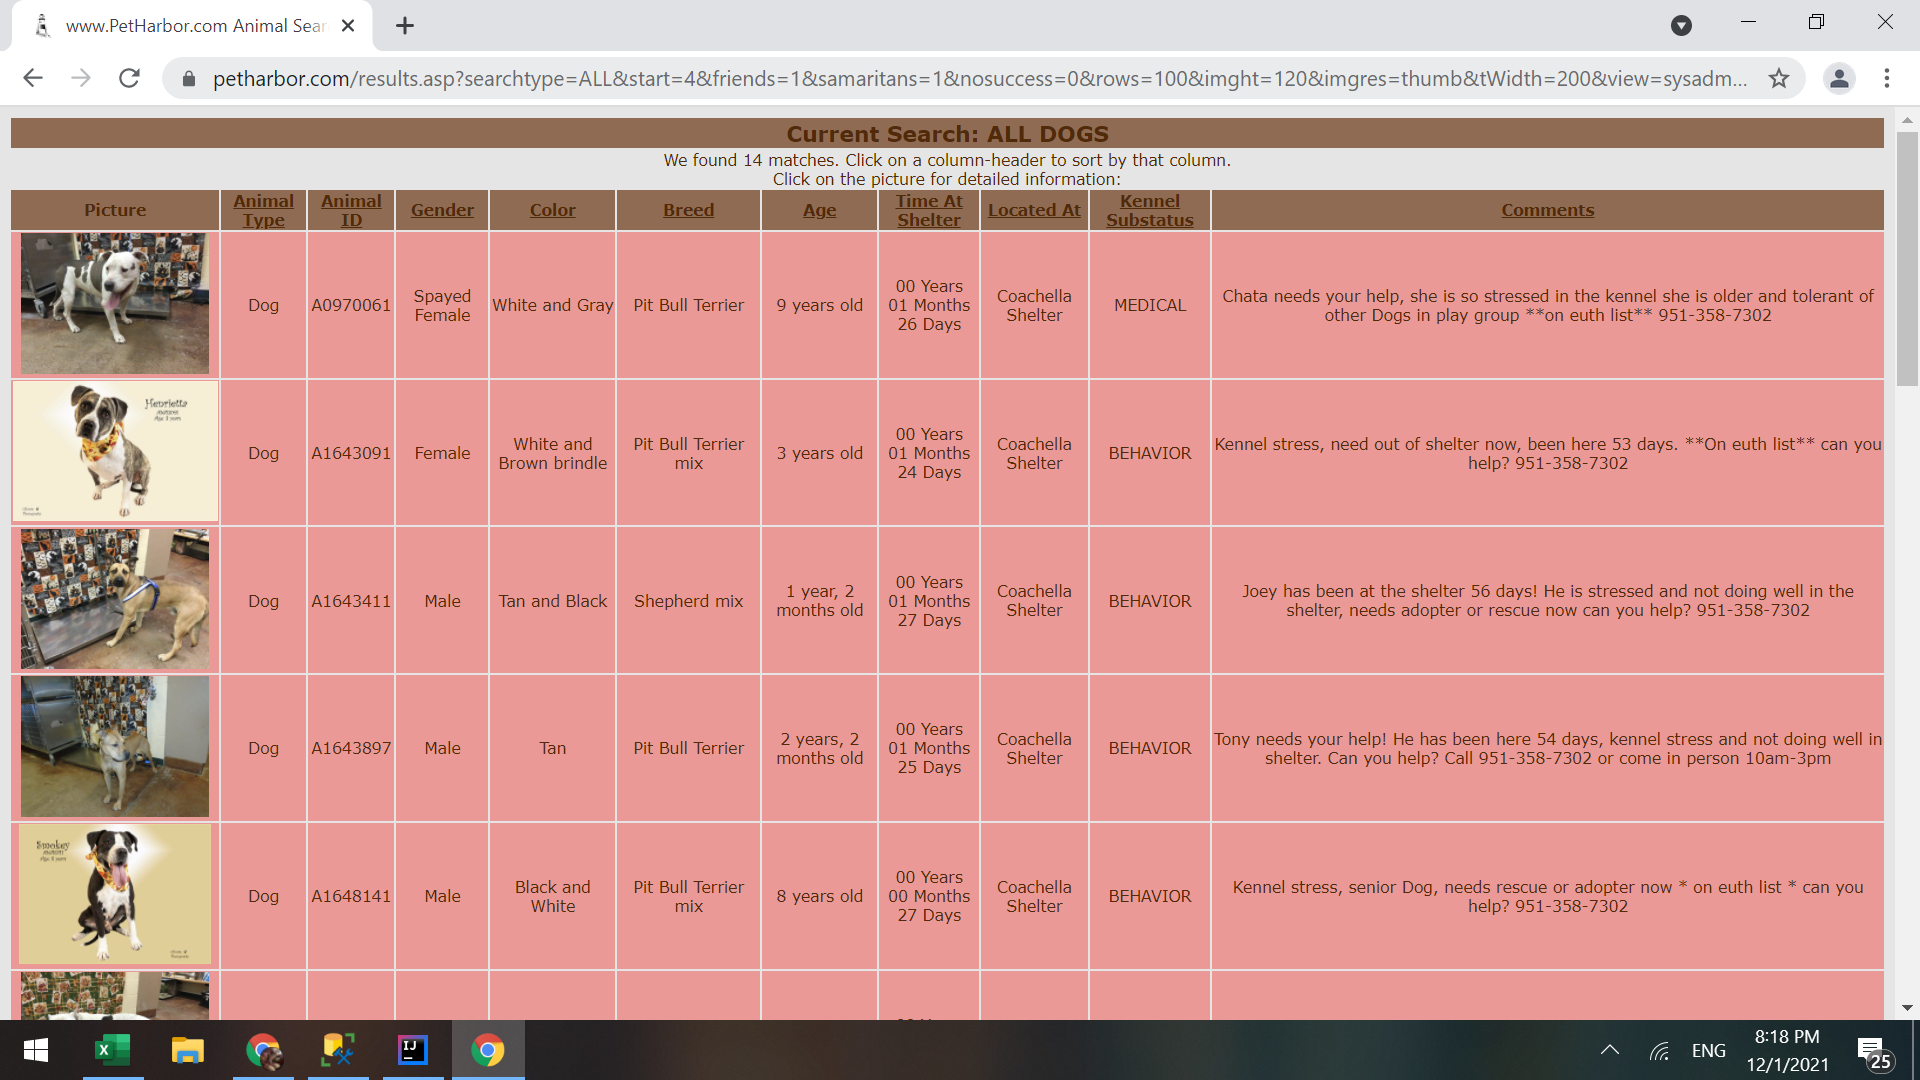 www.PetHarbor.com Animal Sear
petharbor.com/results.asp?searchtype=ALL&start=4&friends=1&samaritans=1&nosuccess=0&rows=100&imght=120&imgres=thumb&tWidth=200&view=sysadm...
Current Search: ALL DOGS
We found 14 matches. Click on a column-header to sort by that column.
Click on the picture for detailed information:
Picture
Animal
Type
Animal
ID
Gender
Color
Breed
Age
Time At
Shelter
Located At
Kennel
Substatus
Comments
Dog
A0970061
Spayed
Female
White and Gray
Pit Bull Terrier
9 years old
00 Years
01 Months
26 Days
Coachella
Shelter
MEDICAL
Chata needs your help, she is so stressed in the kennel she is older and tolerant of
other Dogs in play group **on euth list** 951-358-7302
Henrietta
Dog
A1643091
Female
White and
Brown brindle
Pit Bull Terrier
mix
3 years old
00 Years
01 Months
24 Days
Coachella
Shelter
BEHAVIOR
Kennel stress, need out of shelter now, been here 53 days. **On euth list** can you
help? 951-358-7302
Dog
A1643411
Male
Tan and Black
Shepherd mix
1 year, 2
months old
00 Years
01 Months
27 Days
Coachella
Shelter
BEHAVIOR
Joey has been at the shelter 56 days! He is stressed and not doing well in the
shelter, needs adopter or rescue now can you help? 951-358-7302
Dog
A1643897
Male
Tan
Pit Bull Terrier
2 years, 2
months old
00 Years
01 Months
25 Days
Coachella
Shelter
BEHAVIOR
Tony needs your help! He has been here 54 days, kennel stress and not doing well in
shelter. Can you help? Call 951-358-7302 or come in person 10am-3pm
Smokey
Dog
A1648141
Male
Black and
White
Pit Bull Terrier
mix
8 years old
00 Years
00 Months
27 Days
Coachella
Shelter
BEHAVIOR
Kennel stress, senior Dog, needs rescue or adopter now * on euth list * can you
help? 951-358-7302
IJ
ENG
8:18 PM
12/1/2021
25